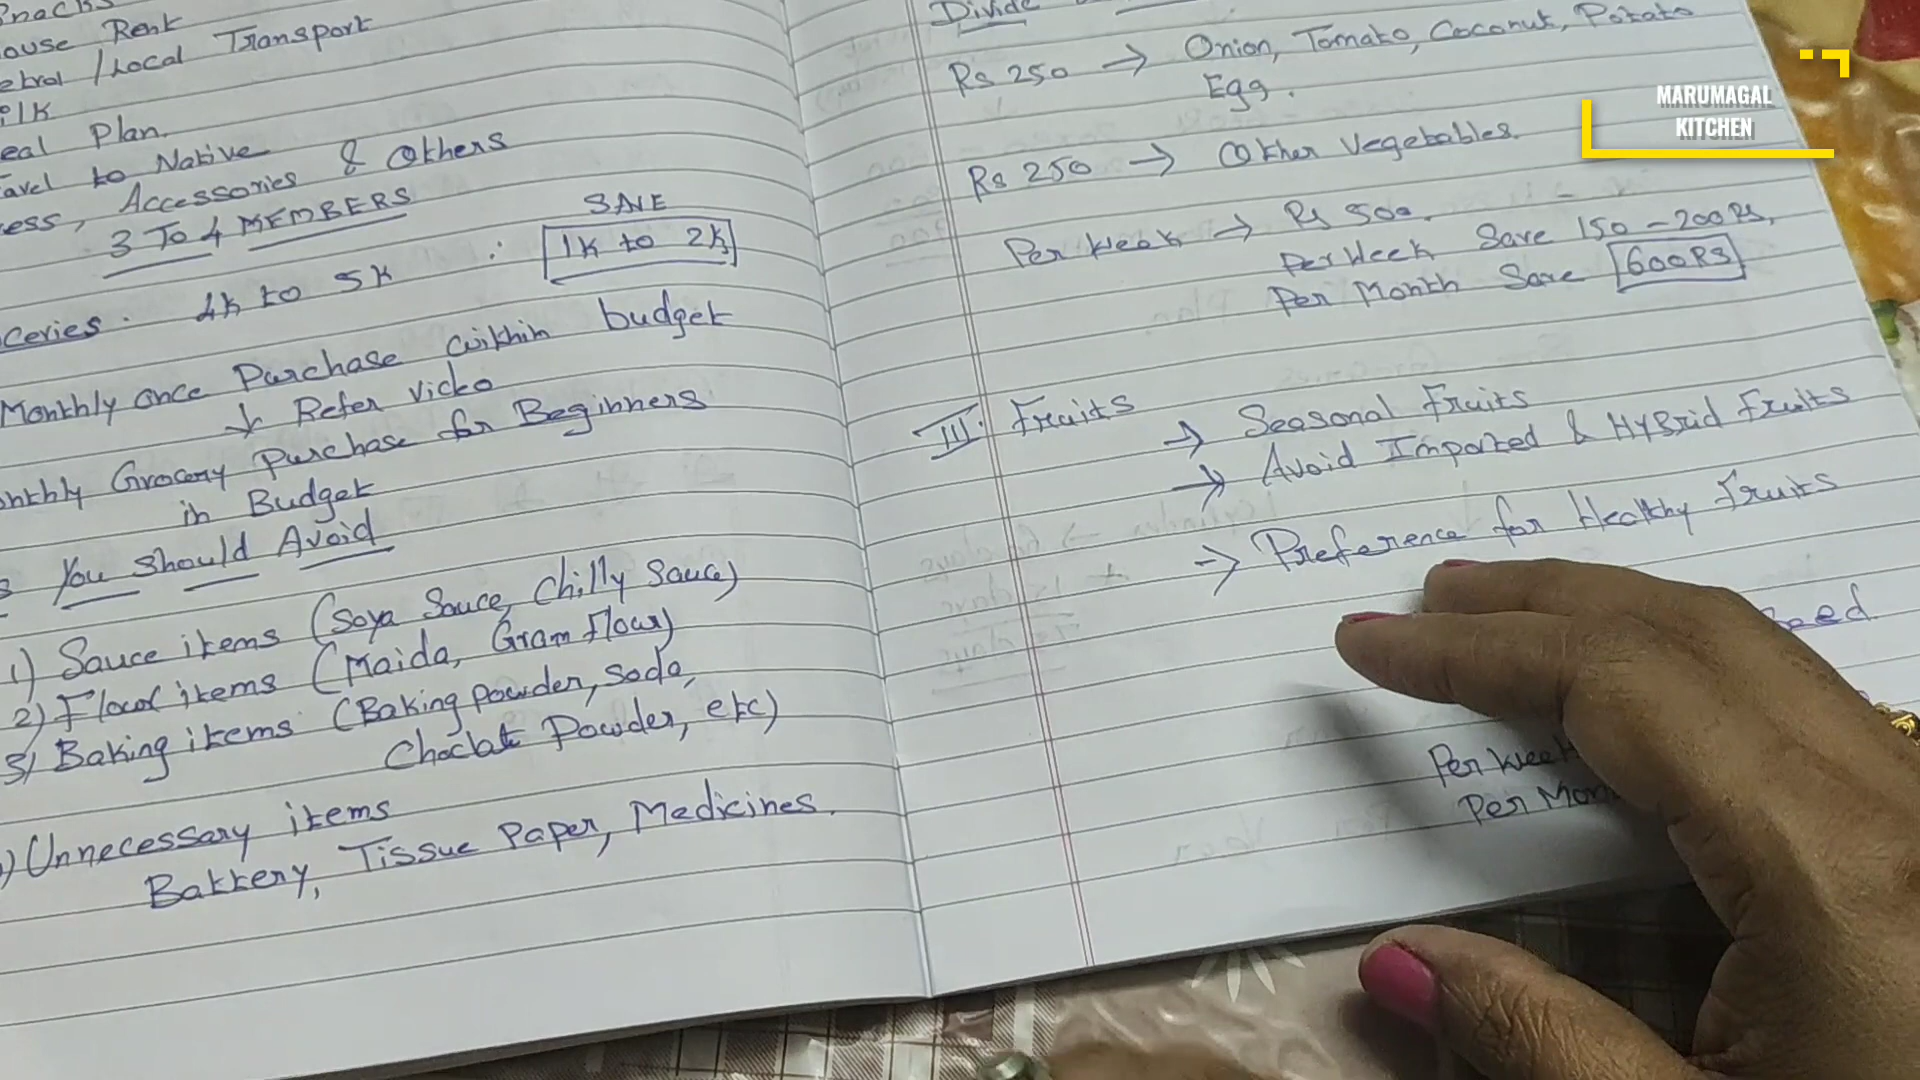 Snacks
ouse Rent
etrol / Local Transport
ilk
eal Plan.
avel to Native
ess, Accessories & Others
3 To 4 MEMBERS
SAVE
ceries. 4k to 5k : 1k to 2k
Monthly once Purchase within budget
↓ Refer video
onthly Grocery Purchase for Beginners
in Budget
s You Should Avoid
1) Sauce items (Soya Sauce, Chilly Sauce)
2) Flour items (Maida, Gram Flour)
3) Baking items (Baking powder, Soda,
Choclate Powder, etc)
) Unnecessary items
Bakkery, Tissue Paper, Medicines.
Divide
Rs 250 → Onion, Tomato, Coconut, Potato
Egg.
Rs 250 → Other Vegetables.
Per Week → Rs 500.
Per Week Save 150 - 200 Rs,
Per Month Save 600 Rs
III. Fruits
→ Seasonal Fruits
→ Avoid Imported & HyBrid Fruits
→ Preference for Healthy Fruits
eed.
Per Week
Per Mon
MARUMAGAL
KITCHEN